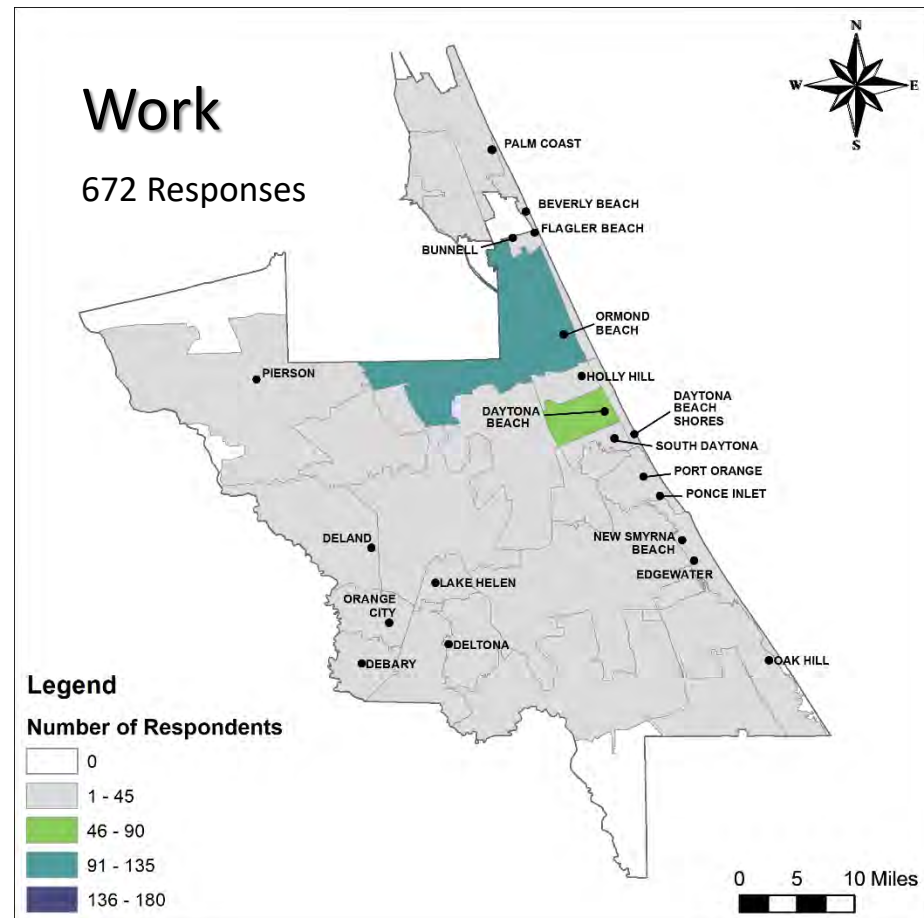 Work
672 Responses
N
W
E
S
PALM COAST
BEVERLY BEACH
FLAGLER BEACH
BUNNELL
ORMOND
BEACH
PIERSON
HOLLY HILL
DAYTONA
BEACH
DAYTONA
BEACH
SHORES
SOUTH DAYTONA
PORT ORANGE
PONCE INLET
DELAND
NEW SMYRNA
BEACH
EDGEWATER
LAKE HELEN
ORANGE
CITY
DELTONA
DEBARY
OAK HILL
Legend
Number of Respondents
0
1 - 45
46 - 90
91 - 135
136 - 180
0 5 10 Miles